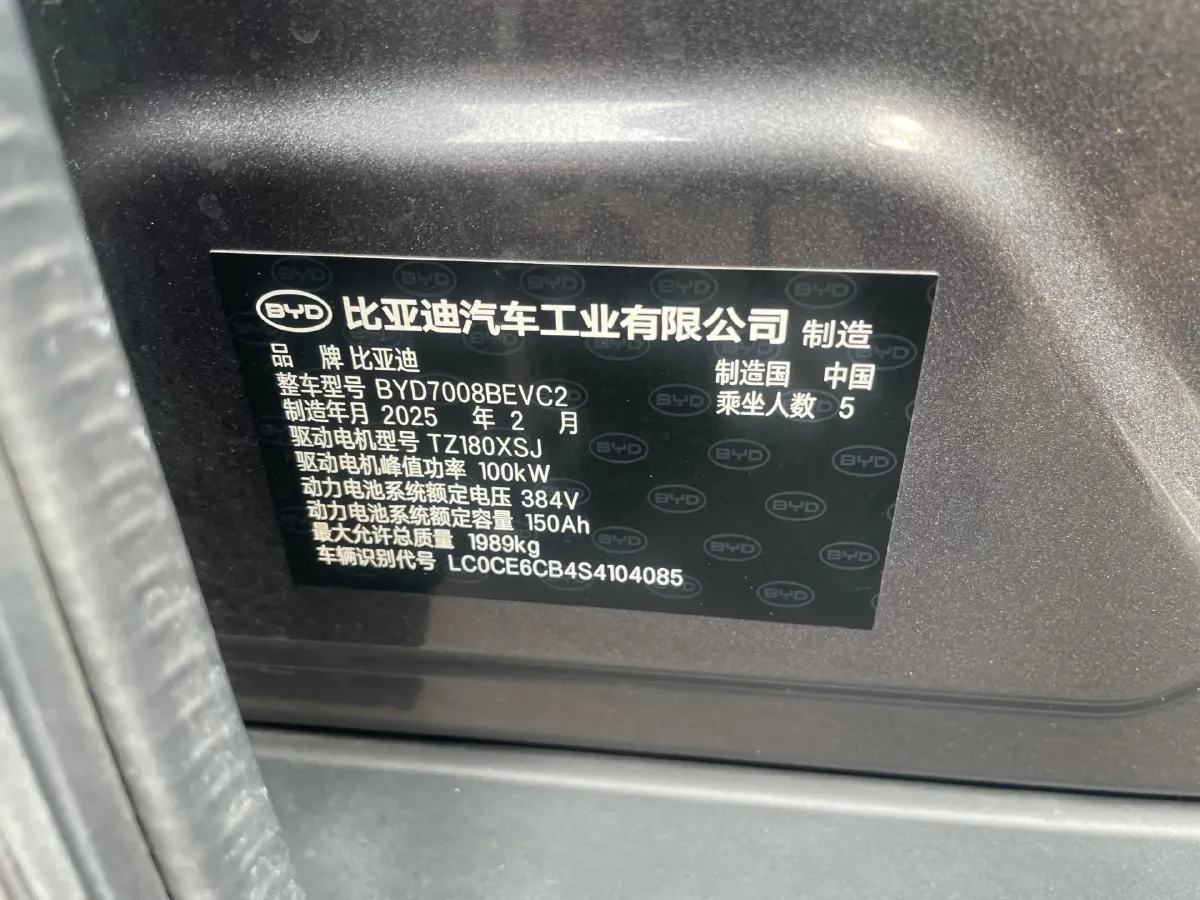 BYD 比亚迪汽车工业有限公司 制造
品 牌 比亚迪
制造国 中国
整车型号 BYD7008BEVC2
乘坐人数 5
制造年月 2025 年 2 月
驱动电机型号 TZ180XSJ
驱动电机峰值功率 100kW
动力电池系统额定电压 384V
动力电池系统额定容量 150Ah
最大允许总质量 1989kg
车辆识别代号 LC0CE6CB4S4104085